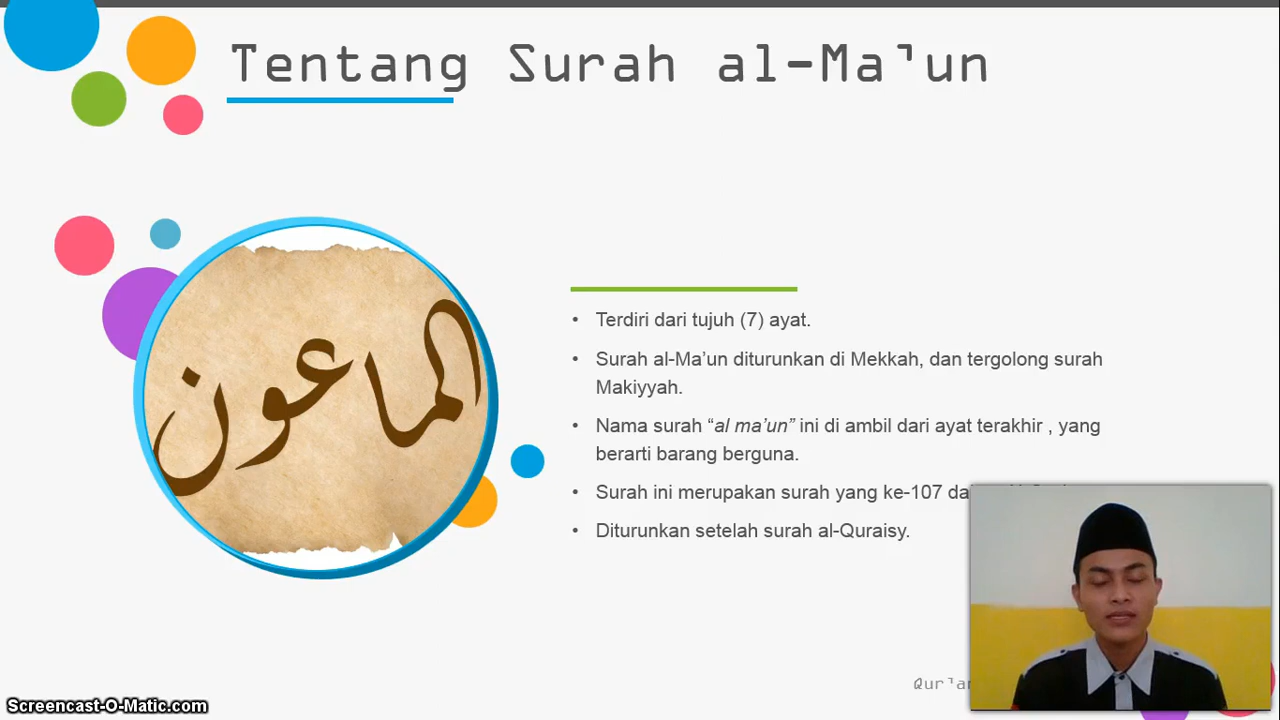 Tentang Surah al-Ma'un
الماعون
• Terdiri dari tujuh (7) ayat.
• Surah al-Ma’un diturunkan di Mekkah, dan tergolong surah
Makiyyah.
• Nama surah “al ma’un” ini di ambil dari ayat terakhir , yang
berarti barang berguna.
• Surah ini merupakan surah yang ke-107
• Diturunkan setelah surah al-Quraisy.
Screencast-O-Matic.com